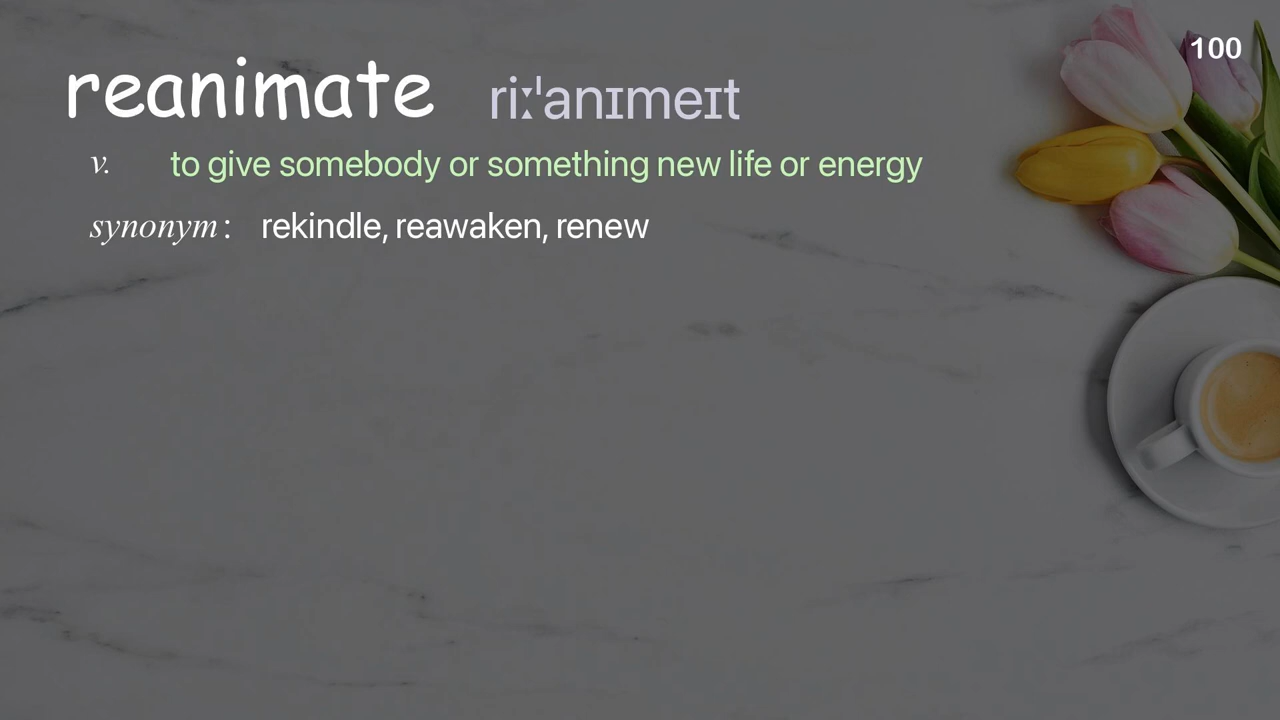 100
reanimate riːˈanɪmeɪt
v. to give somebody or something new life or energy
synonym: rekindle, reawaken, renew